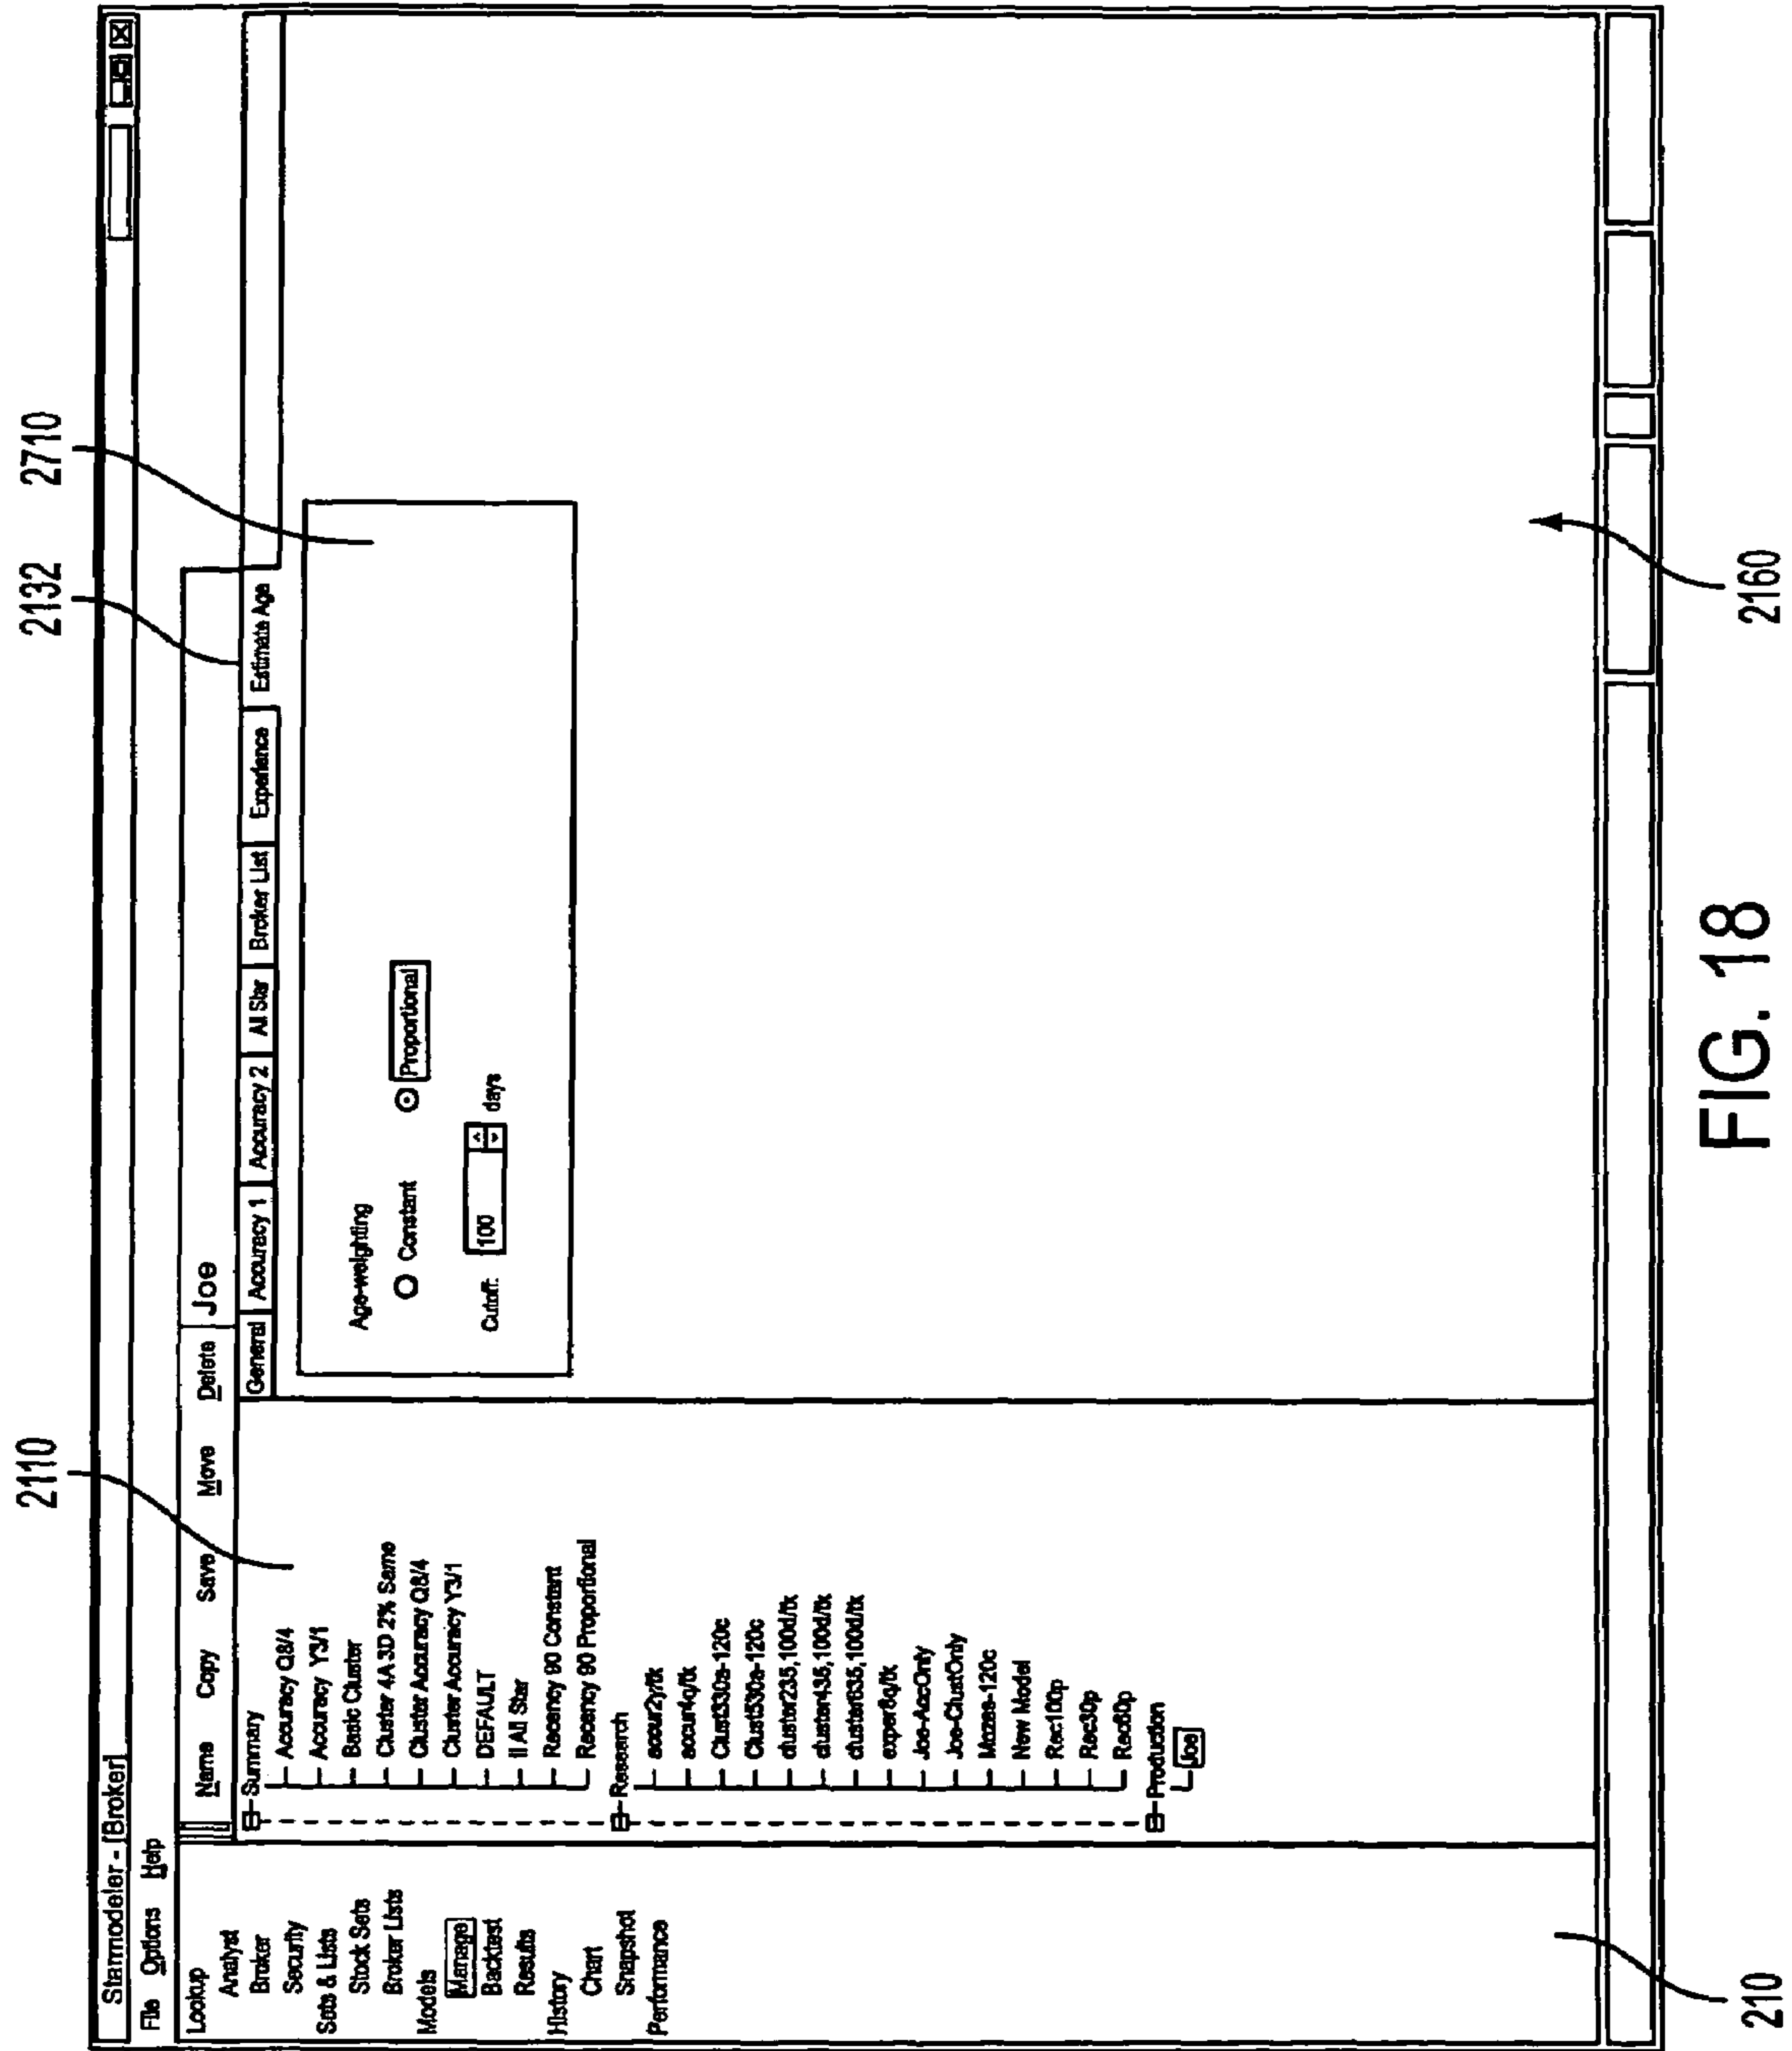 2110
2132
2710
Starmodeler - [Broker]
File Options Help
Name Copy Save Move Delete Joe
General Accuracy 1 Accuracy 2 All Star Broker List Experience Estimate Age
Lookup
Analyst
Broker
Security
Sets & Lists
Stock Sets
Broker Lists
Models
Manage
Backtest
Results
History
Chart
Snapshot
Performance
Summary
Accuracy Q8/4
Accuracy Y3/1
Basic Cluster
Cluster 4A 3D 2% Same
Cluster Accuracy Q8/4
Cluster Accuracy Y3/1
DEFAULT
II All Star
Recency 90 Constant
Recency 90 Proportional
Research
accur2y/tk
accur4q/tk
Clust330s-120c
Clust530s-120c
cluster235,100d/tk
cluster435,100d/tk
cluster635,100d/tk
exper8q/tk
Joe-AccOnly
Joe-ClustOnly
Mozes-120c
New Model
Rec100p
Rec30p
Rec60p
Production
Joe
Age-weighting
Constant Proportional
Cutoff: 100 days
210
2160
FIG. 18